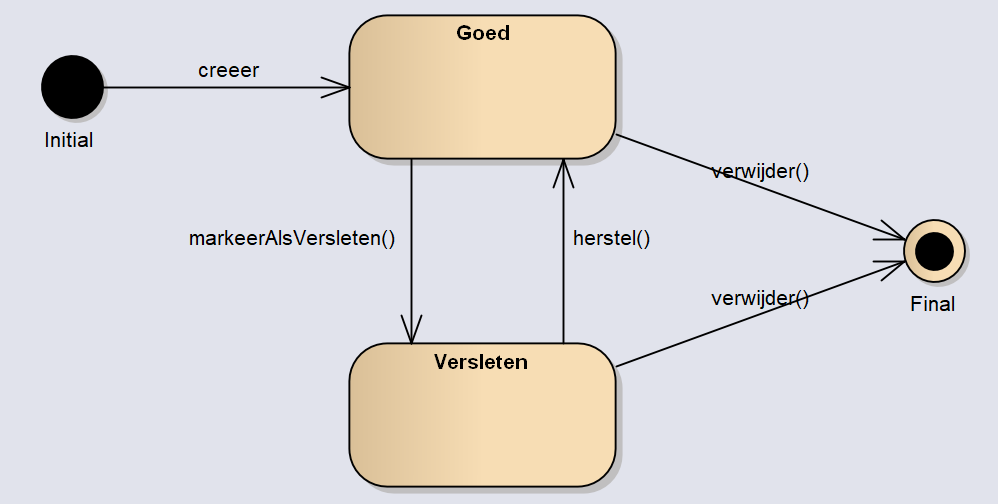 Goed
creeer
Initial
verwijder()
markeerAlsVersleten()
herstel()
verwijder()
Final
Versleten